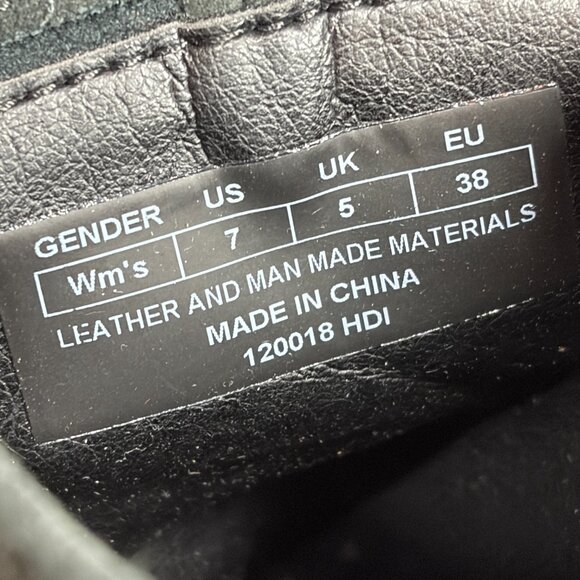 GENDER US UK EU
Wm's 7 5 38
LEATHER AND MAN MADE MATERIALS
MADE IN CHINA
120018 HDI